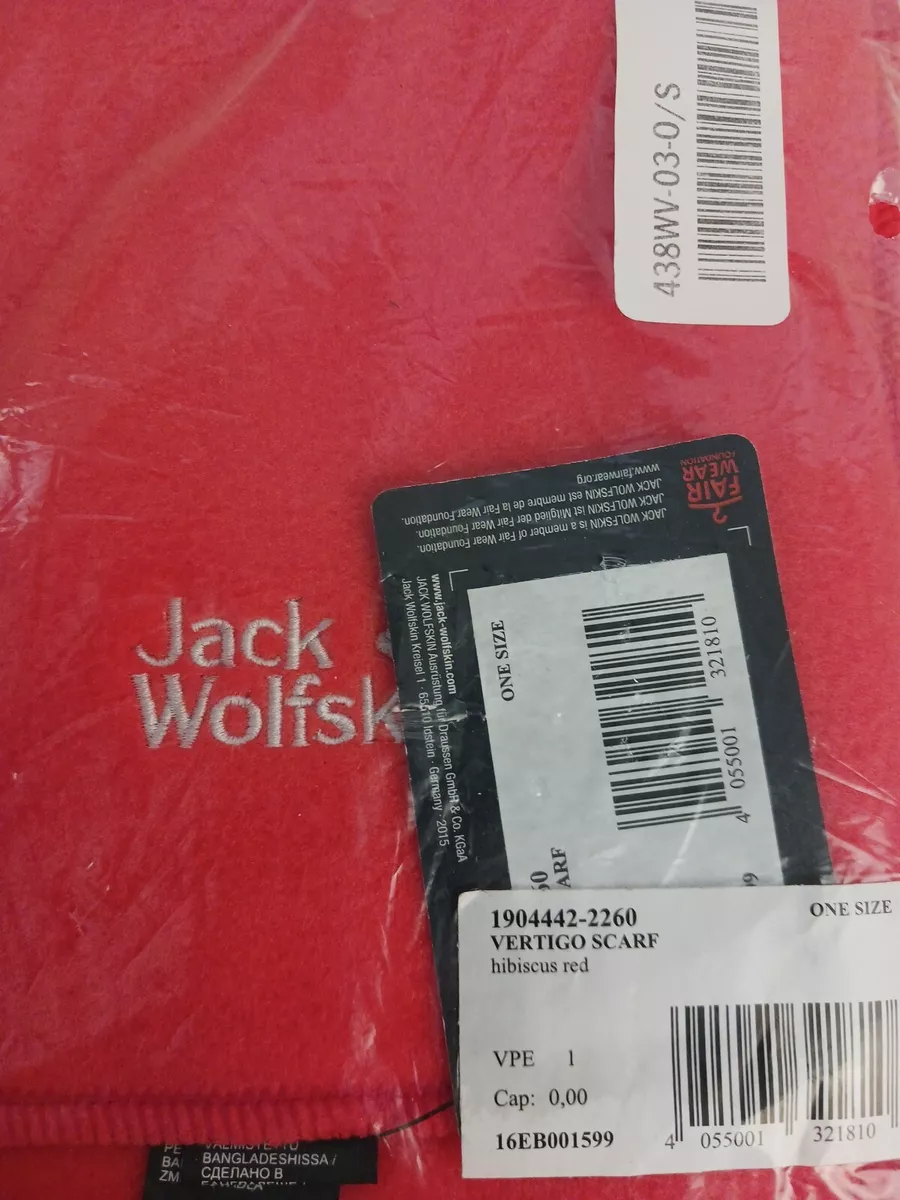 438WV-03-0/S
FAIR
WEAR
FOUNDATION
JACK WOLFSKIN is a member of Fair Wear Foundation.
JACK WOLFSKIN ist Mitglied der Fair Wear Foundation.
JACK WOLFSKIN est membre de la Fair Wear Foundation.
www.fairwear.org
www.jack-wolfskin.com
JACK WOLFSKIN Ausrüstung für Draussen GmbH & Co. KGaA
Jack Wolfskin Kreisel 1 · 65510 Idstein · Germany · 2015
ONE SIZE
4 055001 321810
60
ARF
Jack
Wolfsk
1904442-2260
ONE SIZE
VERTIGO SCARF
hibiscus red
VPE 1
Cap: 0,00
16EB001599
4 055001 321810
BANGLADESHISSA /
СДЕЛАНО В